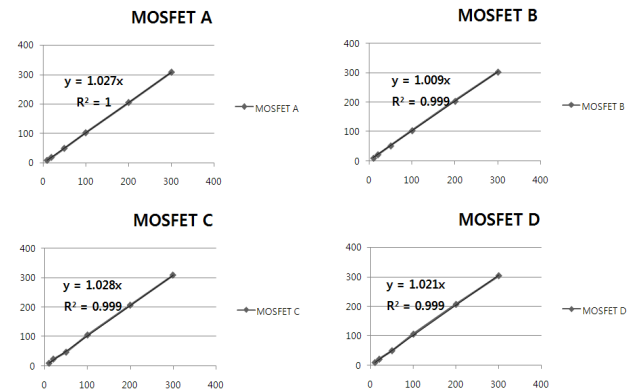 MOSFET A
400
300
200
100
0
y = 1.027x
R² = 1
MOSFET A
0 100 200 300 400
MOSFET B
400
300
200
100
0
y = 1.009x
R² = 0.999
MOSFET B
0 100 200 300 400
MOSFET C
400
300
200
100
0
y = 1.028x
R² = 0.999
MOSFET C
0 100 200 300 400
MOSFET D
400
300
200
100
0
y = 1.021x
R² = 0.999
MOSFET D
0 100 200 300 400